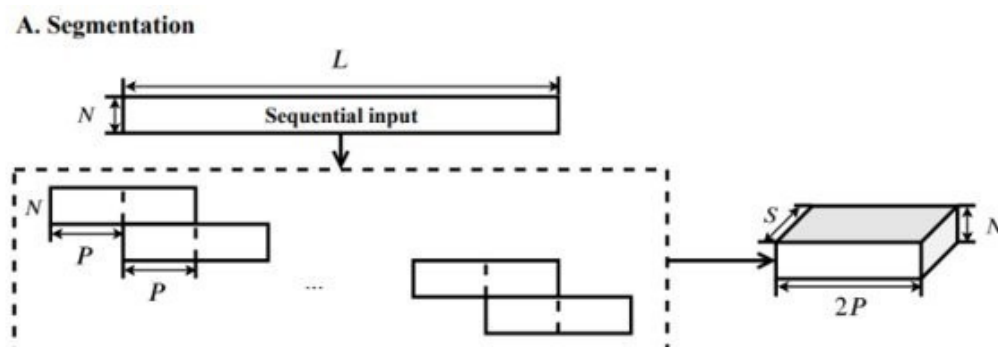 A. Segmentation
L
N
Sequential input
N
P
P
...
S
N
2P